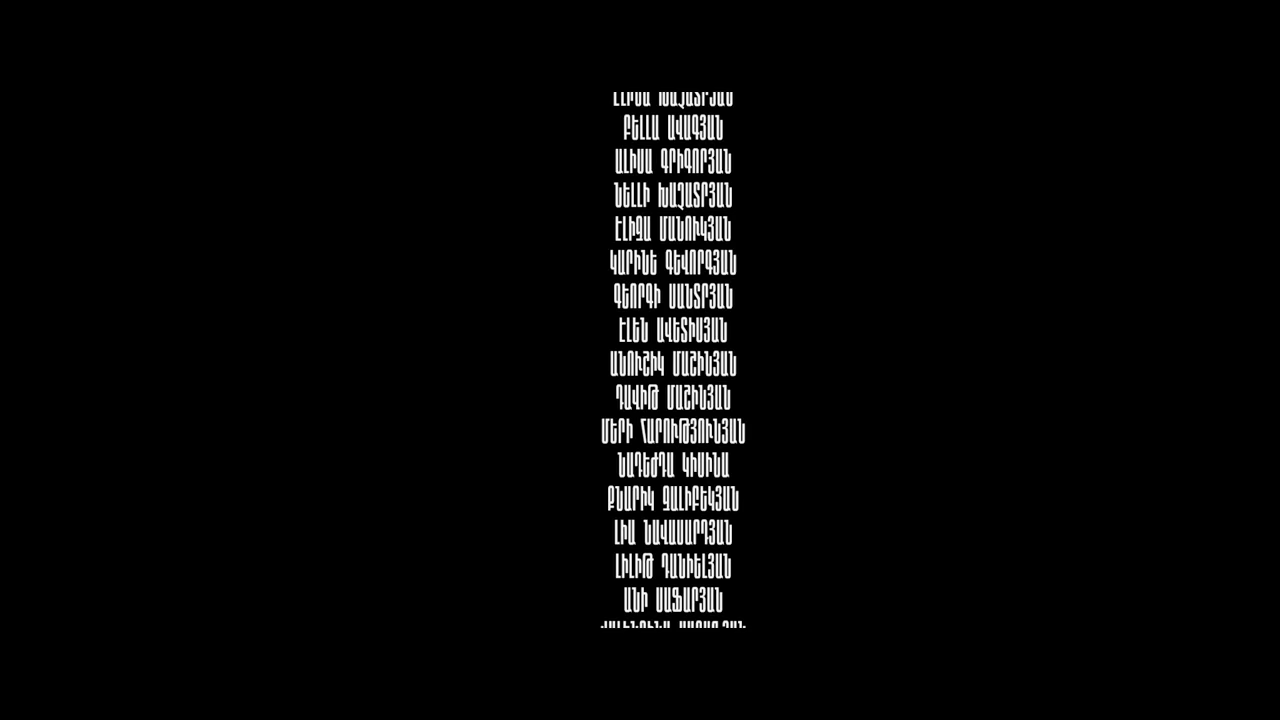 ԲԵԼԼԱ ԱՎԱԳՅԱՆ
ԱԼԻՍԱ ԳՐԻԳՈՐՅԱՆ
ՆԵԼԼԻ ԽԱՉԱՏՐՅԱՆ
ԷԼԻԶԱ ՄԱՆՈՒԿՅԱՆ
ԿԱՐԻՆԵ ԳԵՎՈՐԳՅԱՆ
ԳԵՈՐԳԻ ՍԱՆՏՐՅԱՆ
ԷԼԵՆ ԱՎԵՏԻՍՅԱՆ
ԱՆՈՒՇԻԿ ՄԱՇԻՆՅԱՆ
ԴԱՎԻԹ ՄԱՇԻՆՅԱՆ
ՄԵՐԻ ՀԱՐՈՒԹՅՈՒՆՅԱՆ
ՆԱԴԵԺԴԱ ԿԻՍԻՆԱ
ՔՆԱՐԻԿ ՉԱԼԻԲԵԿՅԱՆ
ԼԻԱ ՆԱՎԱՍԱՐԴՅԱՆ
ԼԻԼԻԹ ԴԱՆԻԵԼՅԱՆ
ԱՆԻ ՍԱՖԱՐՅԱՆ